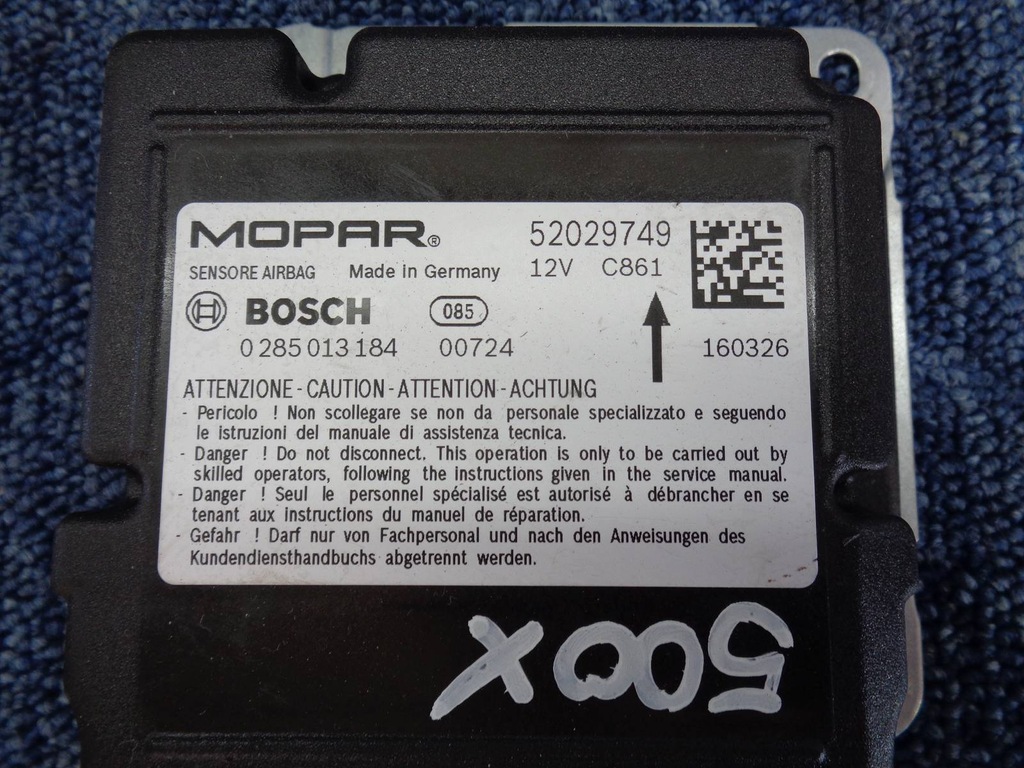 MOPAR®
52029749
SENSORE AIRBAG Made in Germany
12V C861
BOSCH
085
0 285 013 184 00724
160326
ATTENZIONE - CAUTION - ATTENTION - ACHTUNG
- Pericolo ! Non scollegare se non da personale specializzato e seguendo
le istruzioni del manuale di assistenza tecnica.
- Danger ! Do not disconnect. This operation is only to be carried out by
skilled operators, following the instructions given in the service manual.
- Danger ! Seul le personnel spécialisé est autorisé à débrancher en se
tenant aux instructions du manuel de réparation.
- Gefahr ! Darf nur von Fachpersonal und nach den Anweisungen des
Kundendiensthandbuchs abgetrennt werden.
500X